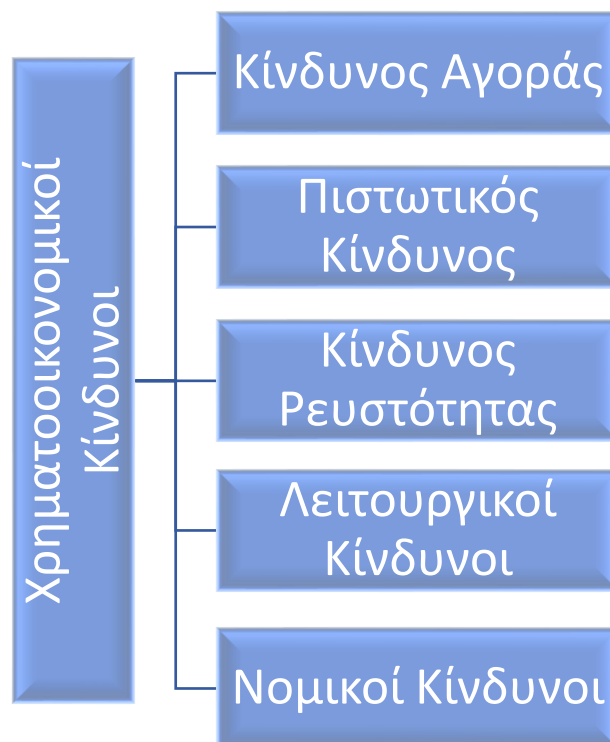 Χρηματοοικονομικοί
Κίνδυνοι
Κίνδυνος Αγοράς
Πιστωτικός
Κίνδυνος
Κίνδυνος
Ρευστότητας
Λειτουργικοί
Κίνδυνοι
Νομικοί Κίνδυνοι